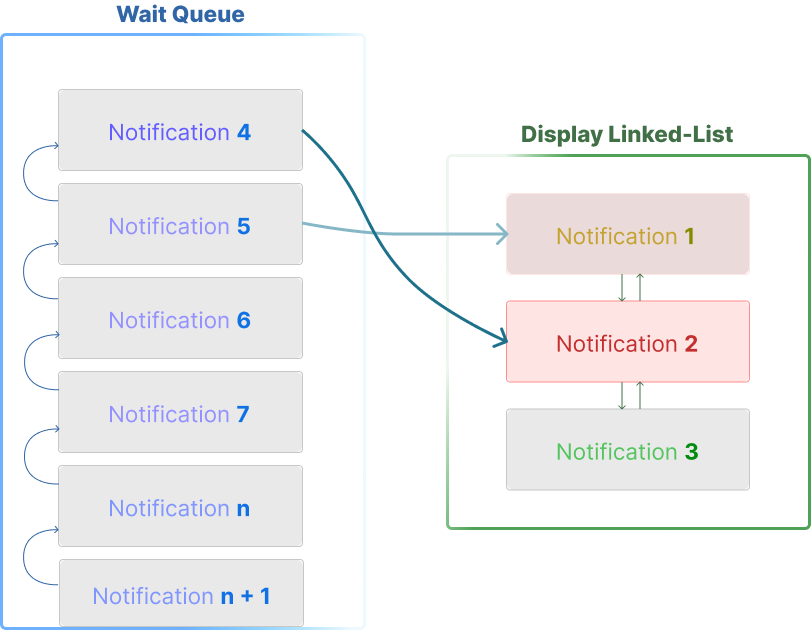 Wait Queue
Notification 4
Notification 5
Notification 6
Notification 7
Notification n
Notification n + 1
Display Linked-List
Notification 1
Notification 2
Notification 3